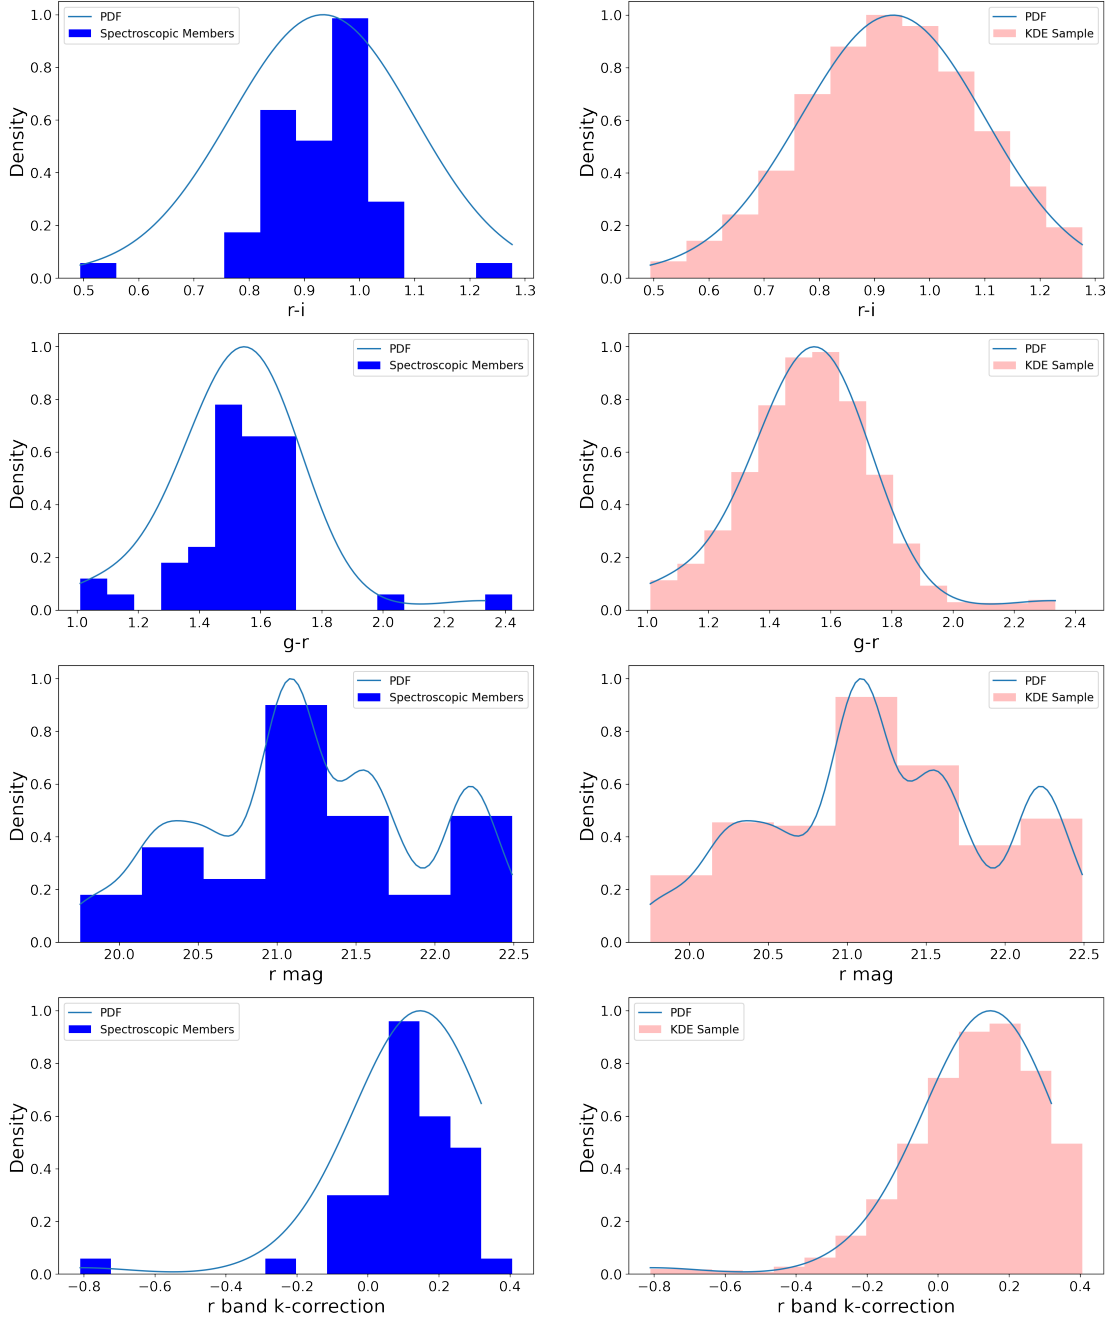 PDF
Spectroscopic Members
Density
1.0
0.8
0.6
0.4
0.2
0.0
0.5 0.6 0.7 0.8 0.9 1.0 1.1 1.2 1.3
r-i
PDF
KDE Sample
Density
1.0
0.8
0.6
0.4
0.2
0.0
0.5 0.6 0.7 0.8 0.9 1.0 1.1 1.2 1.3
r-i
PDF
Spectroscopic Members
Density
1.0
0.8
0.6
0.4
0.2
0.0
1.0 1.2 1.4 1.6 1.8 2.0 2.2 2.4
g-r
PDF
KDE Sample
Density
1.0
0.8
0.6
0.4
0.2
0.0
1.0 1.2 1.4 1.6 1.8 2.0 2.2 2.4
g-r
PDF
Spectroscopic Members
Density
1.0
0.8
0.6
0.4
0.2
0.0
20.0 20.5 21.0 21.5 22.0 22.5
r mag
PDF
KDE Sample
Density
1.0
0.8
0.6
0.4
0.2
0.0
20.0 20.5 21.0 21.5 22.0 22.5
r mag
PDF
Spectroscopic Members
Density
1.0
0.8
0.6
0.4
0.2
0.0
−0.8 −0.6 −0.4 −0.2 0.0 0.2 0.4
r band k-correction
PDF
KDE Sample
Density
1.0
0.8
0.6
0.4
0.2
0.0
−0.8 −0.6 −0.4 −0.2 0.0 0.2 0.4
r band k-correction